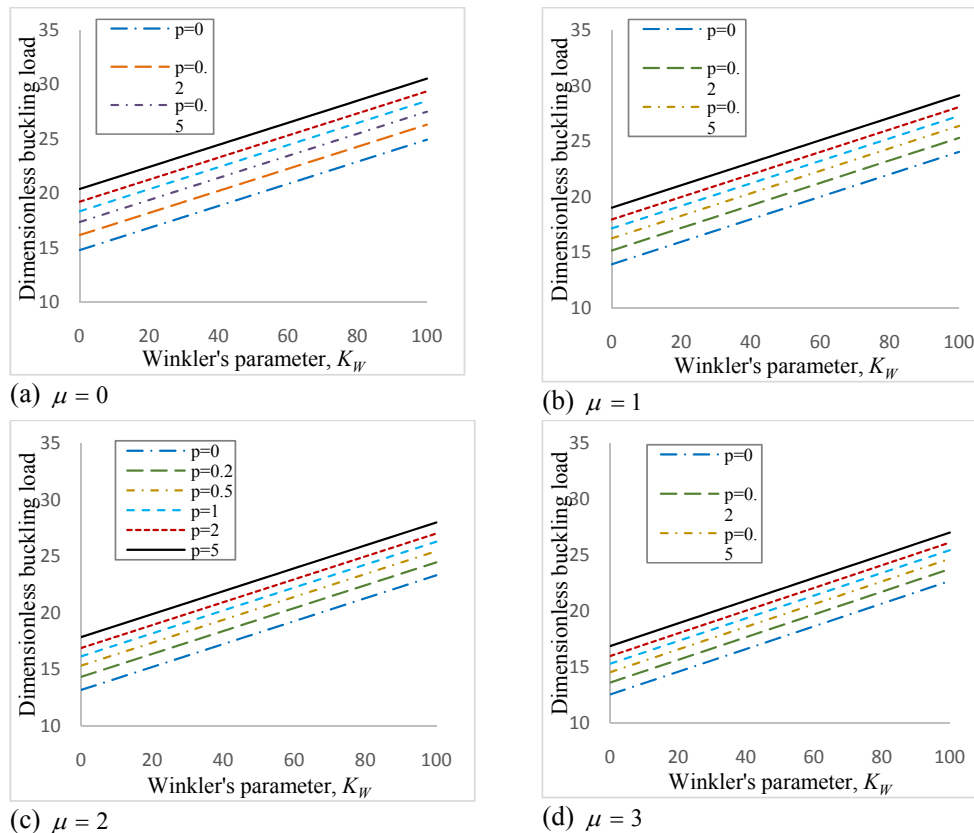 35
30
25
20
15
10
Dimensionless buckling load
p=0
p=0.
2
p=0.
5
0 20 40 60 80 100
Winkler's parameter, K_W
(a) μ = 0
35
30
25
20
15
10
Dimensionless buckling load
p=0
p=0.
2
p=0.
5
0 20 40 60 80 100
Winkler's parameter, K_W
(b) μ = 1
35
30
25
20
15
10
Dimensionless buckling load
p=0
p=0.2
p=0.5
p=1
p=2
p=5
0 20 40 60 80 100
Winkler's parameter, K_W
(c) μ = 2
35
30
25
20
15
10
Dimensionless buckling load
p=0
p=0.
2
p=0.
5
0 20 40 60 80 100
Winkler's parameter, K_W
(d) μ = 3